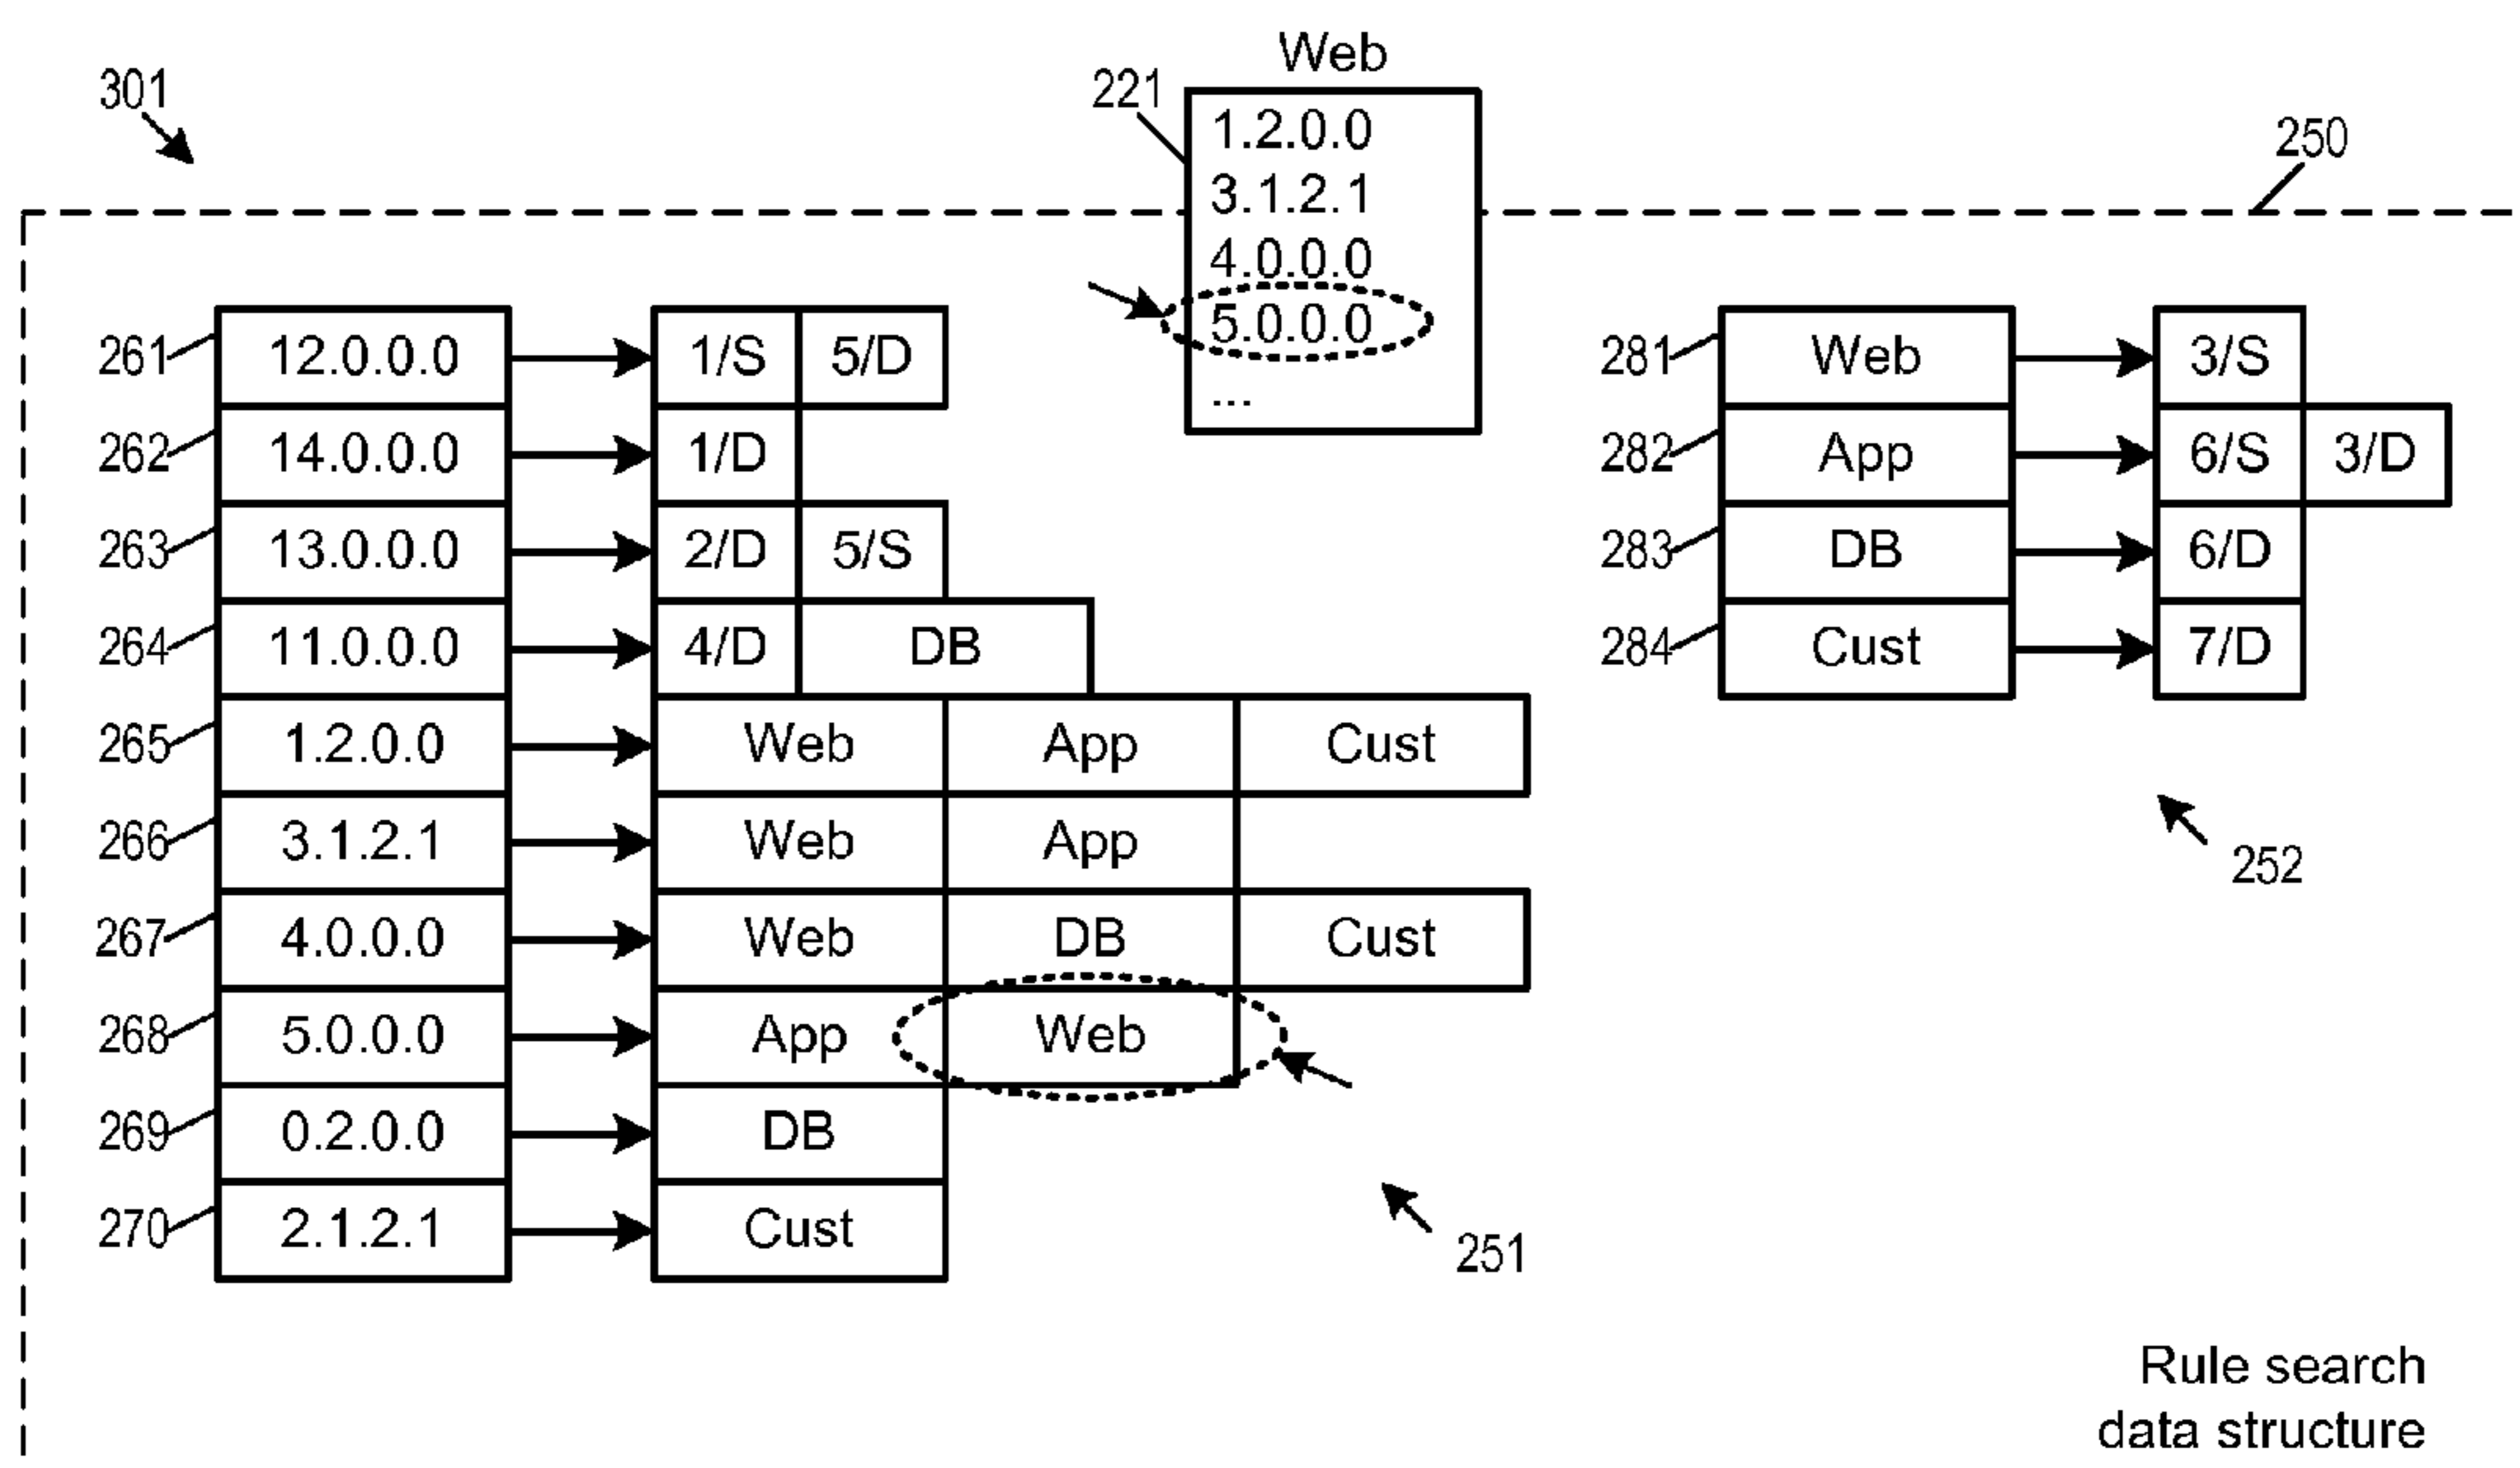 Web
301
221
1.2.0.0
3.1.2.1
4.0.0.0
5.0.0.0
...
250
261 12.0.0.0 1/S 5/D
262 14.0.0.0 1/D
263 13.0.0.0 2/D 5/S
264 11.0.0.0 4/D DB
265 1.2.0.0 Web App Cust
266 3.1.2.1 Web App
267 4.0.0.0 Web DB Cust
268 5.0.0.0 App Web
269 0.2.0.0 DB
270 2.1.2.1 Cust
251
281 Web 3/S
282 App 6/S 3/D
283 DB 6/D
284 Cust 7/D
252
Rule search
data structure